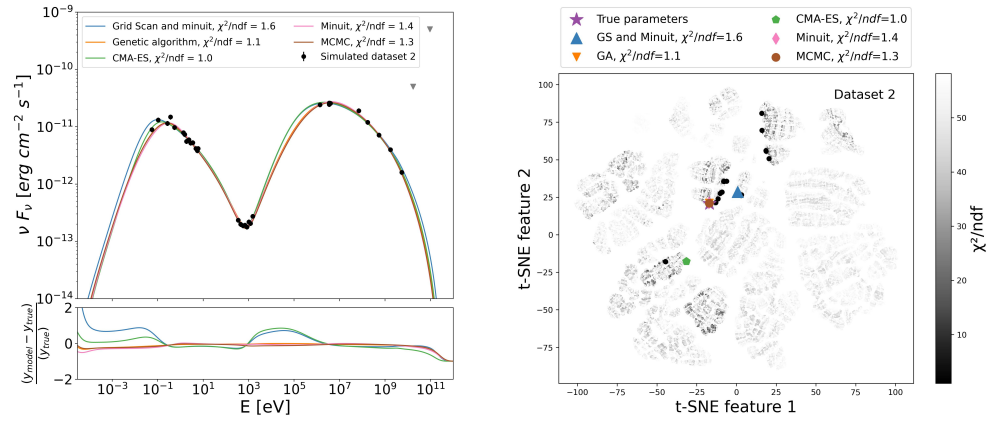 Grid Scan and minuit, χ²/ndf = 1.6
Genetic algorithm, χ²/ndf = 1.1
CMA-ES, χ²/ndf = 1.0
Minuit, χ²/ndf = 1.4
MCMC, χ²/ndf = 1.3
Simulated dataset 2
10⁻⁹
10⁻¹⁰
10⁻¹¹
10⁻¹²
10⁻¹³
10⁻¹⁴
ν Fᵥ [erg cm⁻² s⁻¹]
2
0
−2
(y_model − y_true)
(y_true)
10⁻³ 10⁻¹ 10¹ 10³ 10⁵ 10⁷ 10⁹ 10¹¹
E [eV]
True parameters
GS and Minuit, χ²/ndf=1.6
GA, χ²/ndf=1.1
CMA-ES, χ²/ndf=1.0
Minuit, χ²/ndf=1.4
MCMC, χ²/ndf=1.3
Dataset 2
100
75
50
25
0
−25
−50
−75
t-SNE feature 2
−100 −75 −50 −25 0 25 50 75 100
t-SNE feature 1
50
40
30
20
10
χ²/ndf